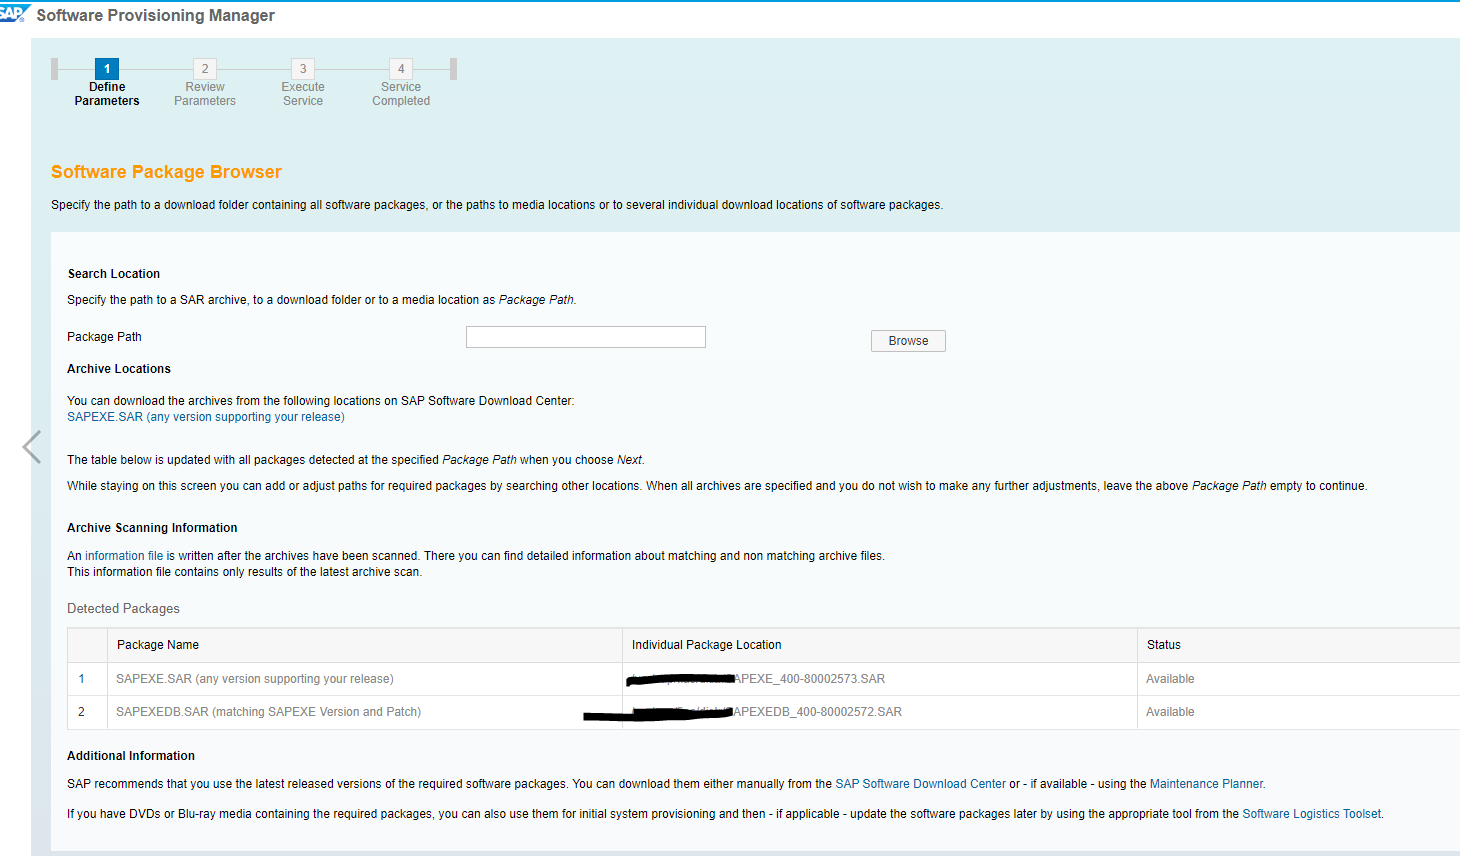 SAP Software Provisioning Manager
1 2 3 4
Define Review Execute Service
Parameters Parameters Service Completed
Software Package Browser
Specify the path to a download folder containing all software packages, or the paths to media locations or to several individual download locations of software packages.
Search Location
Specify the path to a SAR archive, to a download folder or to a media location as Package Path.
Package Path Browse
Archive Locations
You can download the archives from the following locations on SAP Software Download Center:
SAPEXE.SAR (any version supporting your release)
The table below is updated with all packages detected at the specified Package Path when you choose Next.
While staying on this screen you can add or adjust paths for required packages by searching other locations. When all archives are specified and you do not wish to make any further adjustments, leave the above Package Path empty to continue.
Archive Scanning Information
An information file is written after the archives have been scanned. There you can find detailed information about matching and non matching archive files.
This information file contains only results of the latest archive scan.
Detected Packages
Package Name Individual Package Location Status
1 SAPEXE.SAR (any version supporting your release) APEXE_400-80002573.SAR Available
2 SAPEXEDB.SAR (matching SAPEXE Version and Patch) APEXEDB_400-80002572.SAR Available
Additional Information
SAP recommends that you use the latest released versions of the required software packages. You can download them either manually from the SAP Software Download Center or - if available - using the Maintenance Planner.
If you have DVDs or Blu-ray media containing the required packages, you can also use them for initial system provisioning and then - if applicable - update the software packages later by using the appropriate tool from the Software Logistics Toolset.